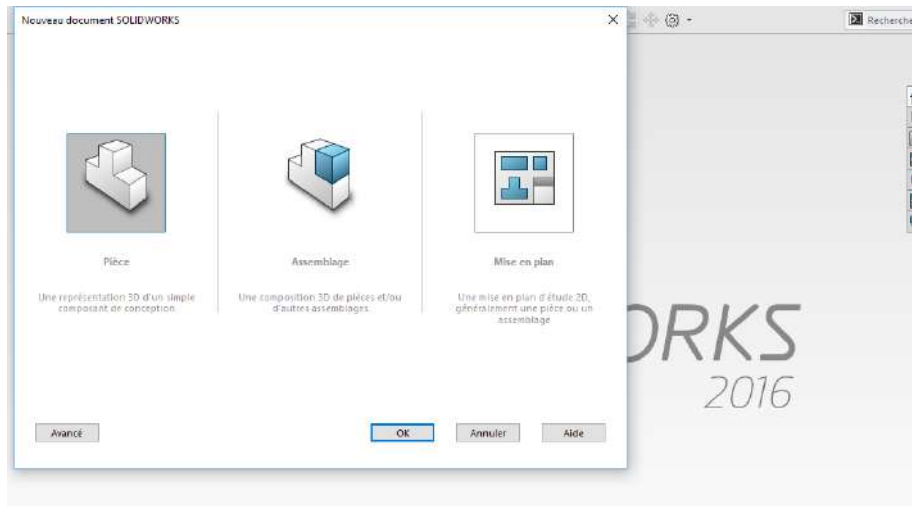 Nouveau document SOLIDWORKS
Recherche
Pièce
Une représentation 3D d'un simple
composant de conception
Assemblage
Une composition 3D de pièces et/ou
d'autres assemblages.
Mise en plan
Une mise en plan d'étude 2D,
généralement une pièce ou un
assemblage
ORKS
2016
Avancé
OK
Annuler
Aide